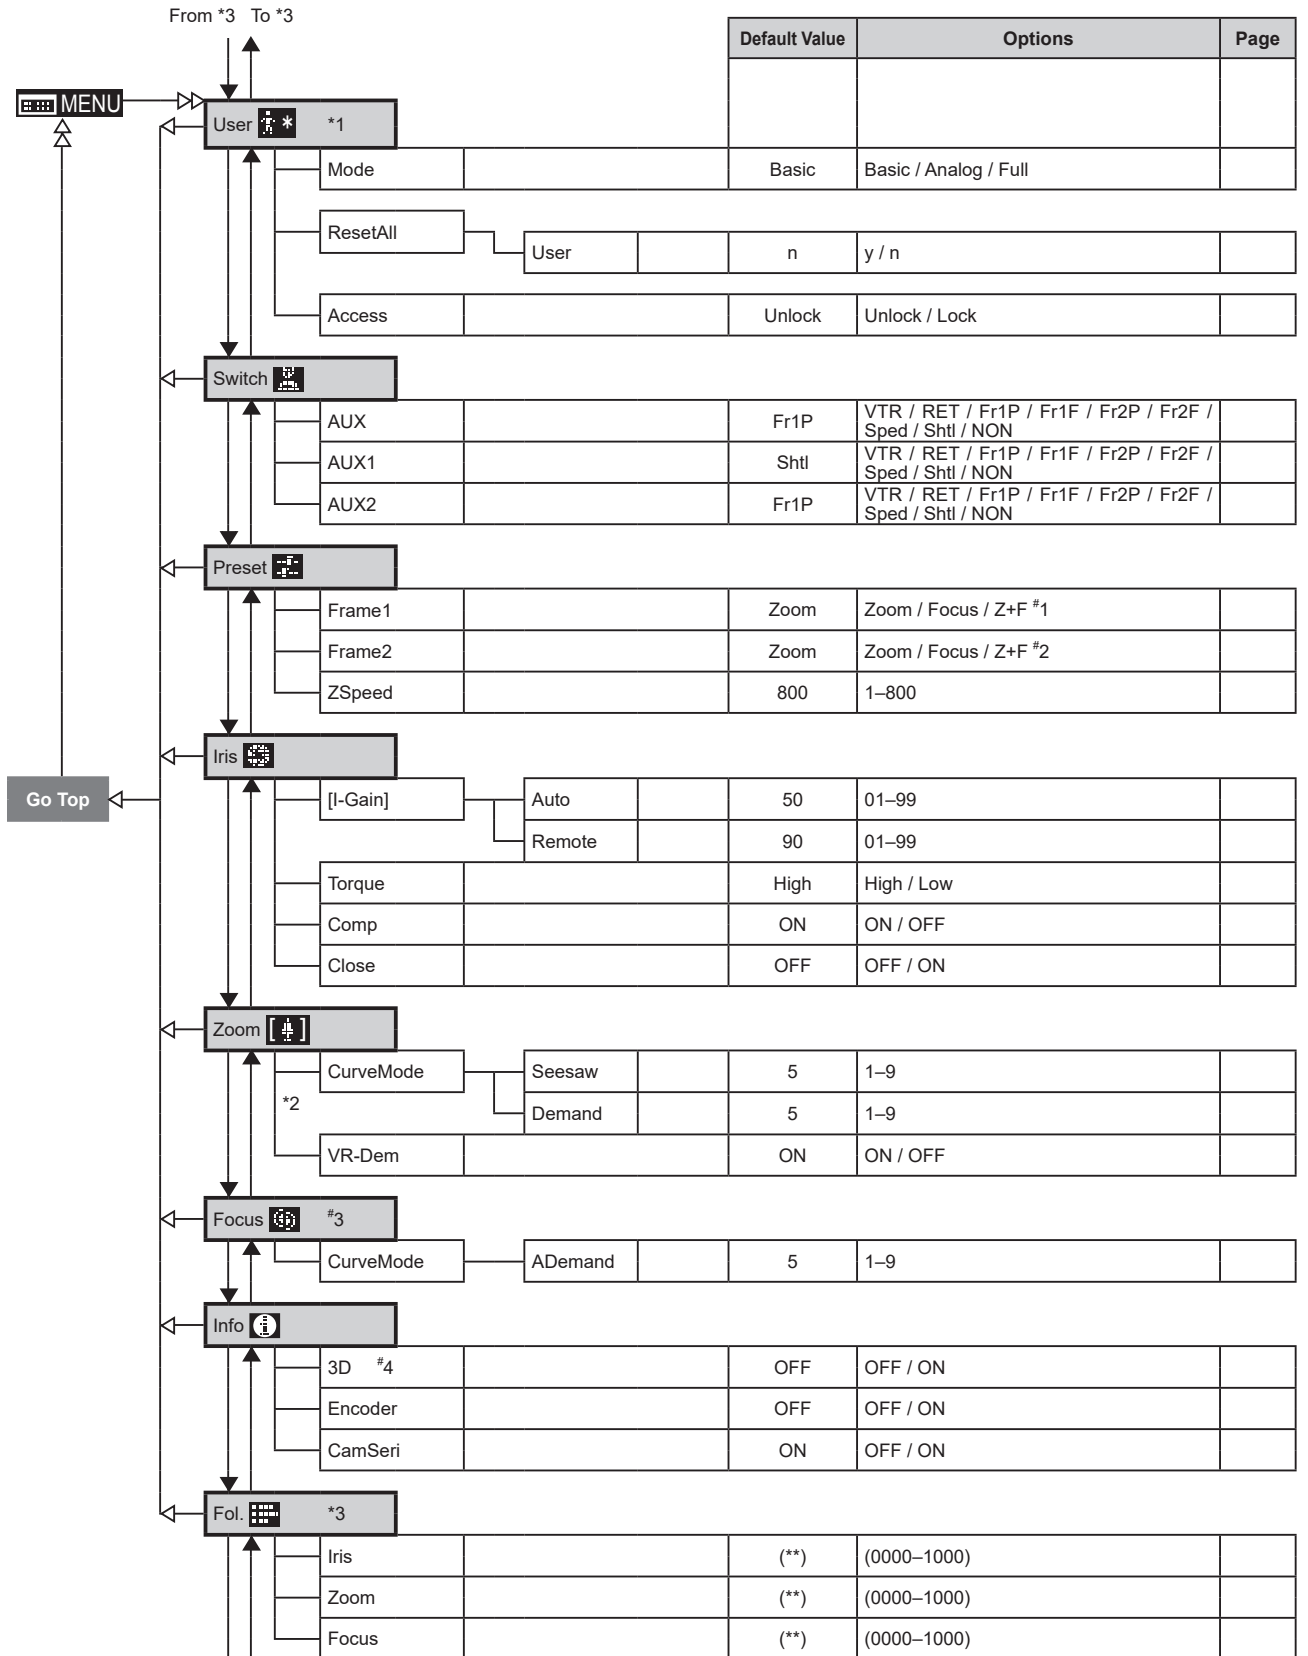 From *3 To *3
Default Value Options Page
MENU
User * *1
Mode Basic Basic / Analog / Full
ResetAll
User n y / n
Access Unlock Unlock / Lock
Switch
AUX Fr1P VTR / RET / Fr1P / Fr1F / Fr2P / Fr2F /
Sped / Shtl / NON
AUX1 Shtl VTR / RET / Fr1P / Fr1F / Fr2P / Fr2F /
Sped / Shtl / NON
AUX2 Fr1P VTR / RET / Fr1P / Fr1F / Fr2P / Fr2F /
Sped / Shtl / NON
Preset
Frame1 Zoom Zoom / Focus / Z+F #1
Frame2 Zoom Zoom / Focus / Z+F #2
ZSpeed 800 1–800
Iris
Go Top
[I-Gain] Auto 50 01–99
Remote 90 01–99
Torque High High / Low
Comp ON ON / OFF
Close OFF OFF / ON
Zoom
CurveMode Seesaw 5 1–9
*2
Demand 5 1–9
VR-Dem ON ON / OFF
Focus #3
CurveMode ADemand 5 1–9
Info
3D #4 OFF OFF / ON
Encoder OFF OFF / ON
CamSeri ON OFF / ON
Fol. *3
Iris (**) (0000–1000)
Zoom (**) (0000–1000)
Focus (**) (0000–1000)